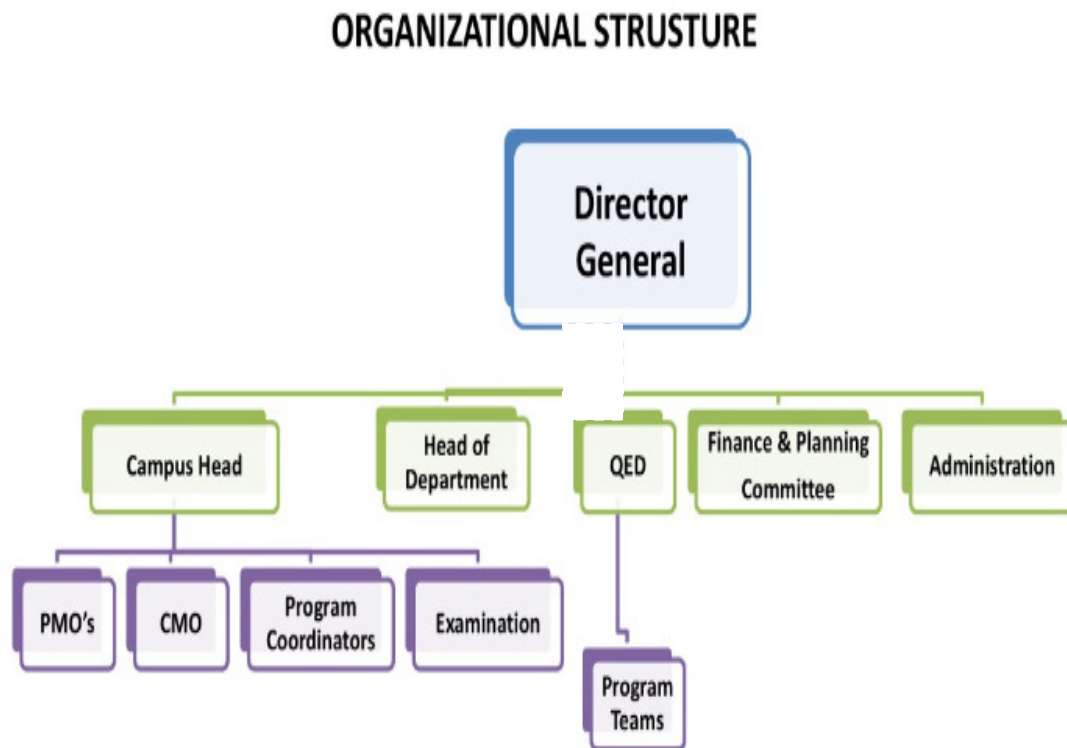 ORGANIZATIONAL STRUSTURE
Director
General
Campus Head
Head of
Department
QED
Finance & Planning
Committee
Administration
PMO's
CMO
Program
Coordinators
Examination
Program
Teams